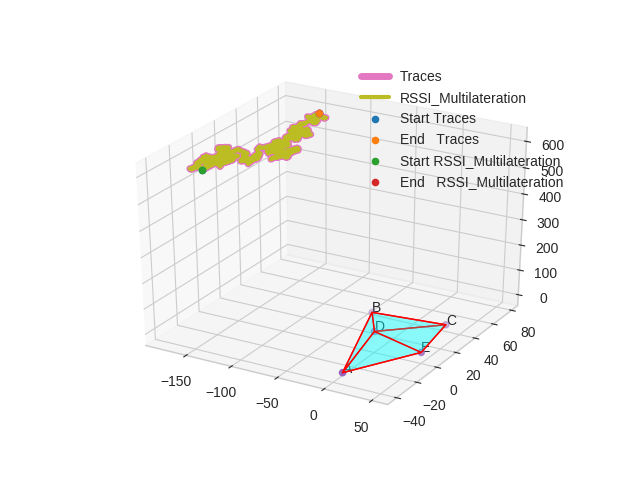 Traces
RSSI_Multilateration
Start Traces
End Traces
Start RSSI_Multilateration
End RSSI_Multilateration
600
500
400
300
200
100
0
B
C
D
E
80
60
40
20
0
−20
−40
−150
−100
−50
0
50